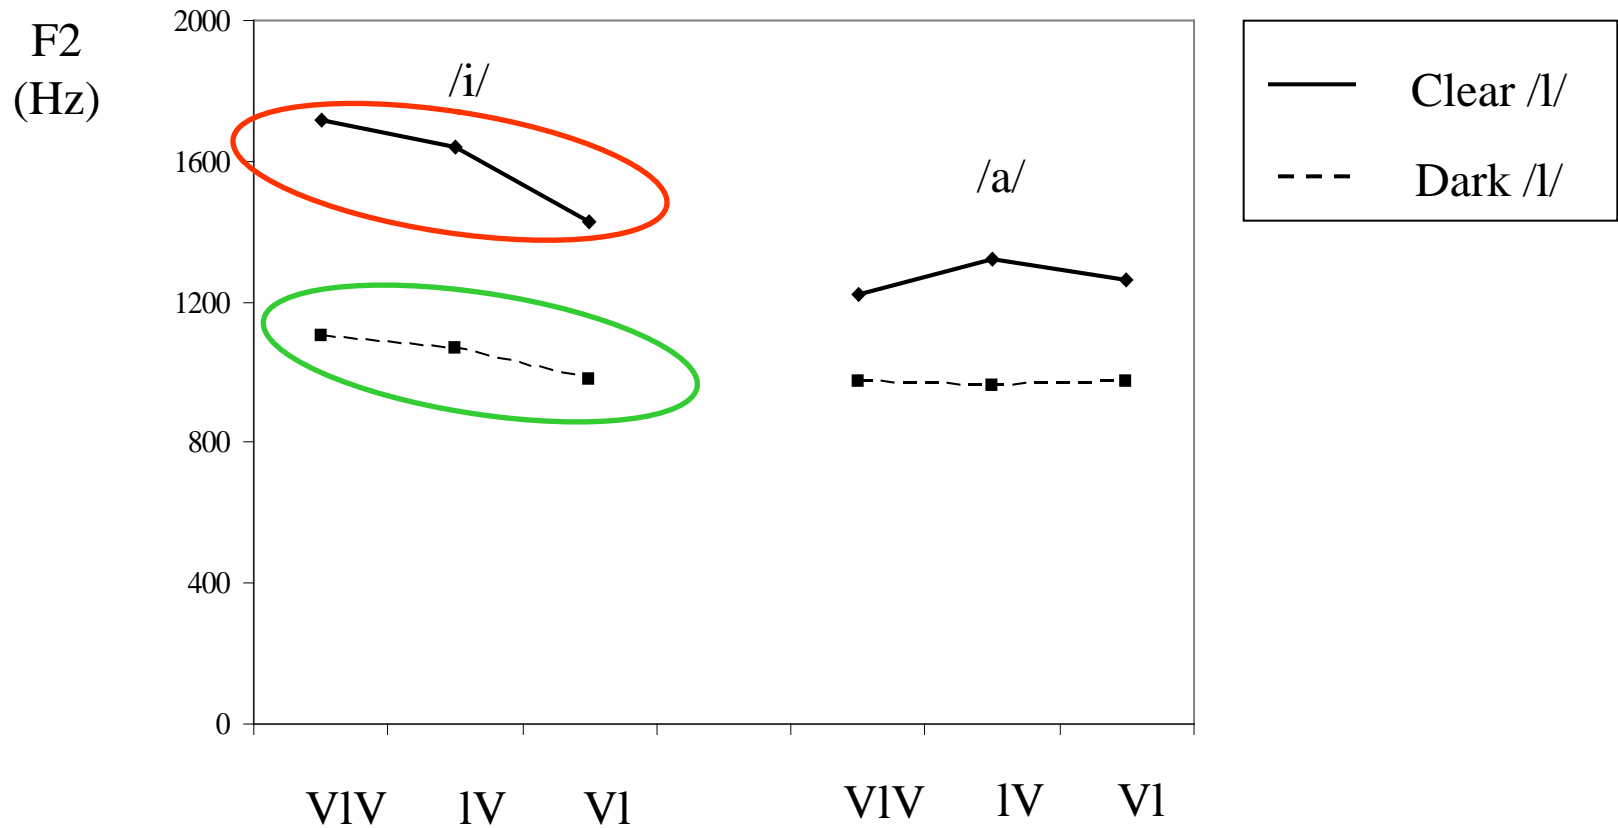 F2
(Hz)
2000
1600
1200
800
400
0
/i/
/a/
Clear /l/
Dark /l/
VlV lV Vl VlV lV Vl